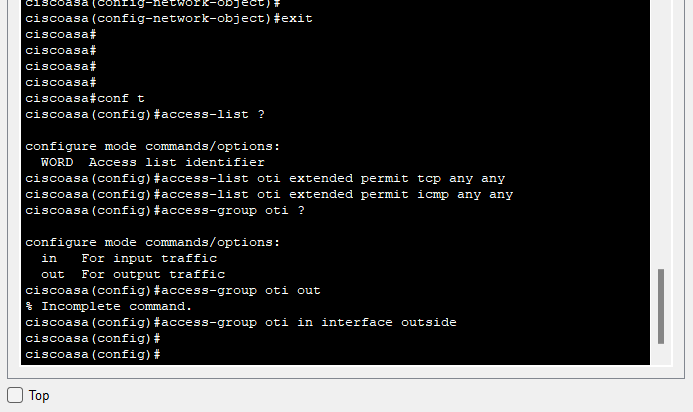 ciscoasa(config-network-object)#
ciscoasa(config-network-object)#exit
ciscoasa#
ciscoasa#
ciscoasa#
ciscoasa#
ciscoasa#conf t
ciscoasa(config)#access-list ?
configure mode commands/options:
WORD  Access list identifier
ciscoasa(config)#access-list oti extended permit tcp any any
ciscoasa(config)#access-list oti extended permit icmp any any
ciscoasa(config)#access-group oti ?
configure mode commands/options:
in   For input traffic
out  For output traffic
ciscoasa(config)#access-group oti out
% Incomplete command.
ciscoasa(config)#access-group oti in interface outside
ciscoasa(config)#
ciscoasa(config)#
Top